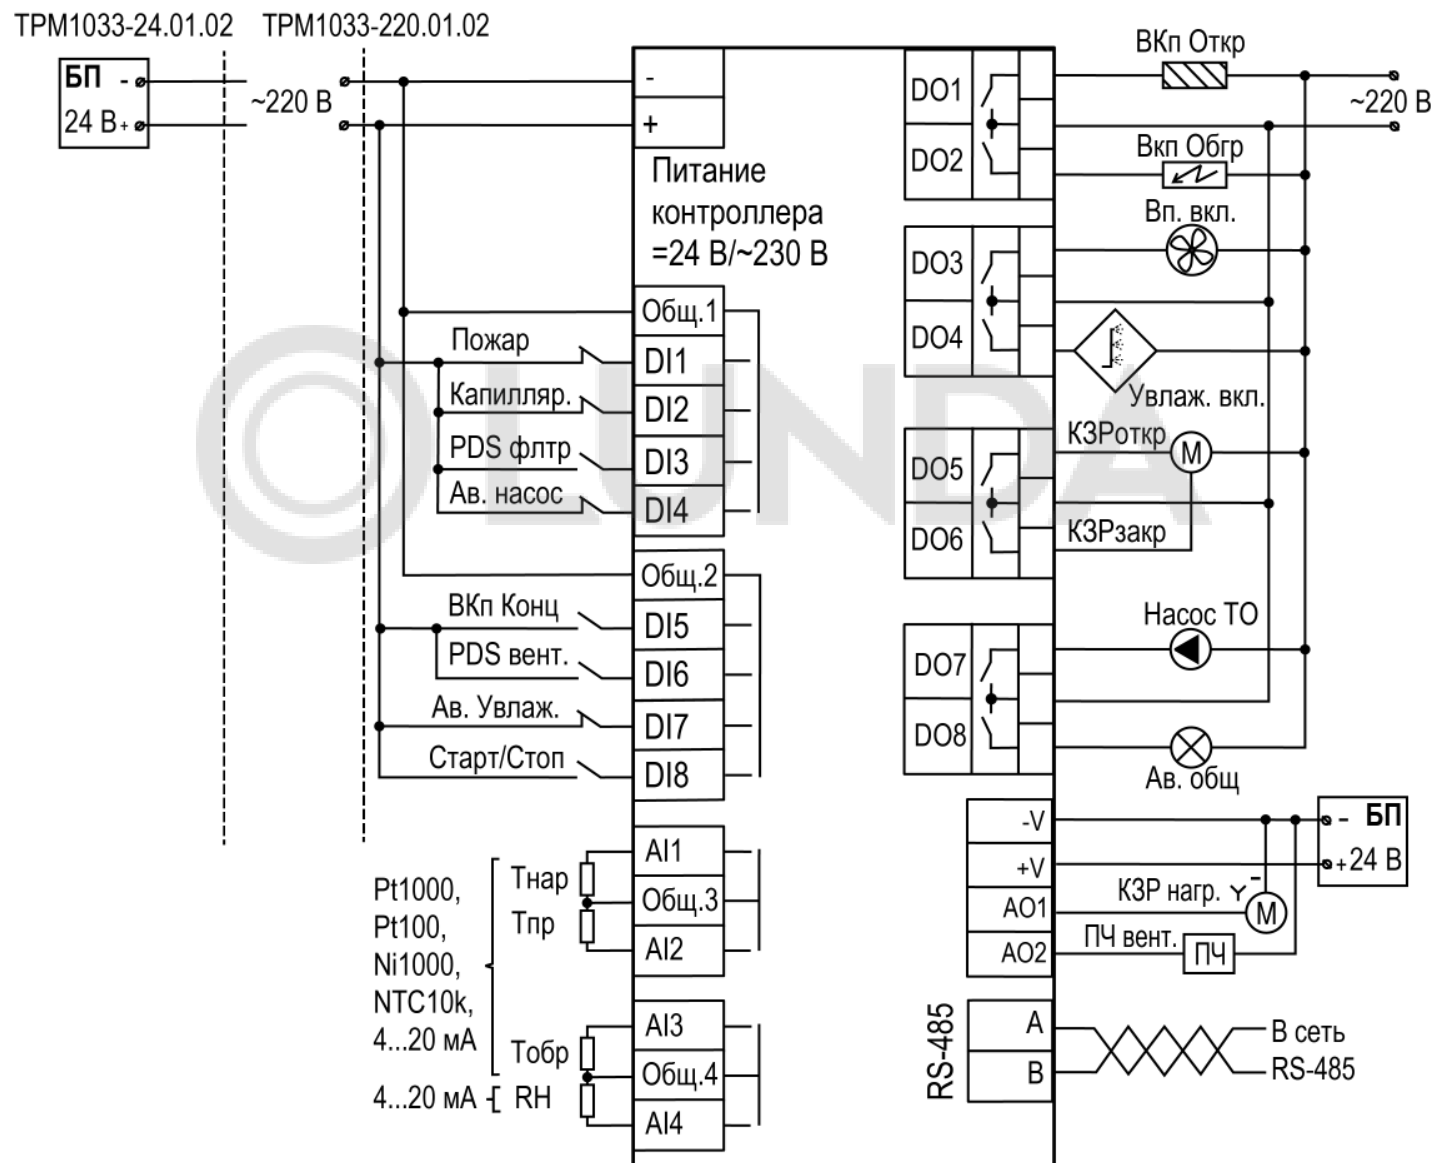 ТРМ1033-24.01.02 ТРМ1033-220.01.02
БП -
24 В +
~220 В
-
+
Питание
контроллера
=24 В/~230 В
Общ.1
Пожар DI1
Капилляр. DI2
PDS флтр DI3
Ав. насос DI4
Общ.2
ВКп Конц DI5
PDS вент. DI6
Ав. Увлаж. DI7
Старт/Стоп DI8
Pt1000,
Pt100,
Ni1000,
NTC10k,
4...20 мА
4...20 мА
Тнар
Тпр
AI1
Общ.3
AI2
Тобр
RH
AI3
Общ.4
AI4
ВКп Откр
DO1
~220 В
Вкп Обгр
DO2
Вп. вкл.
DO3
DO4
Увлаж. вкл.
КЗРоткр
М
DO5
DO6
КЗРзакр
Насос ТО
DO7
DO8
Ав. общ
-V
- БП
+V
+ 24 В
КЗР нагр. Y -
AO1
М
ПЧ вент.
AO2
ПЧ
RS-485
A
B
В сеть
RS-485
LUNDA